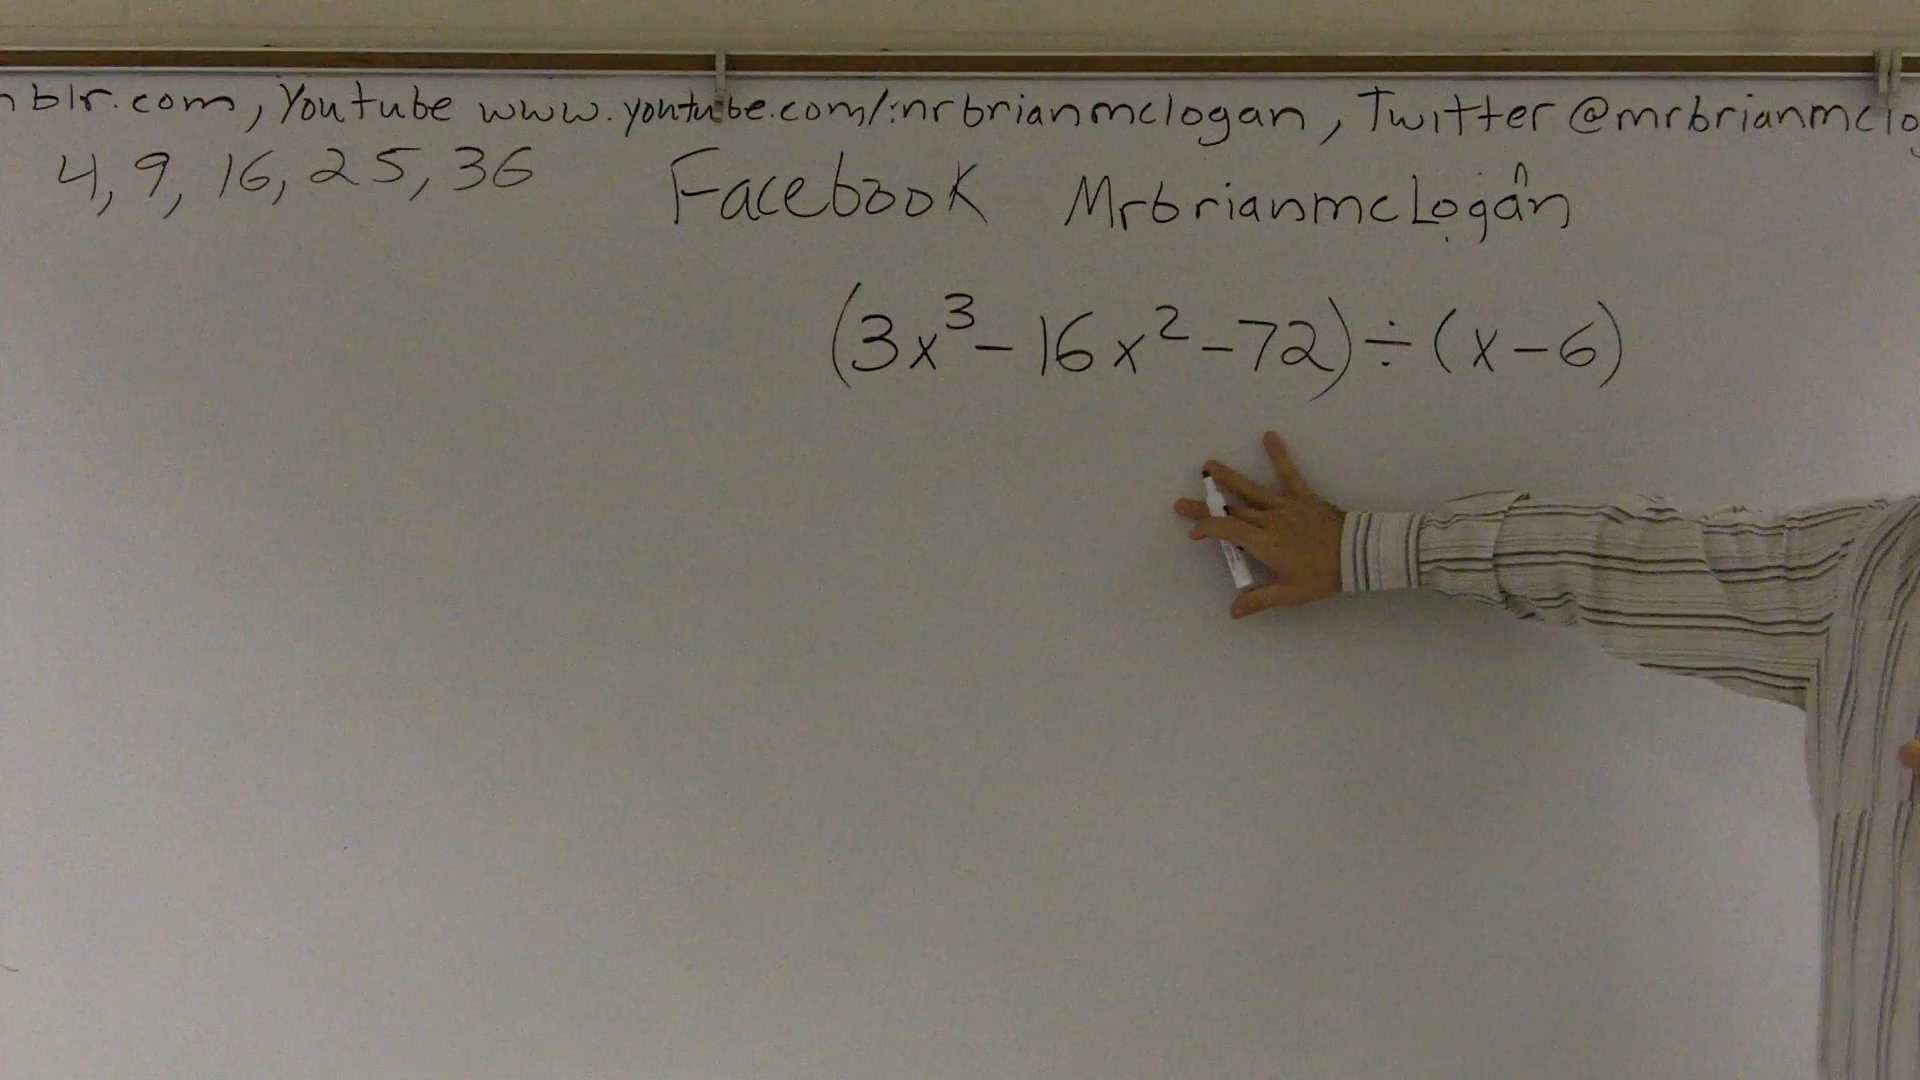 blr.com, Youtube www.youtube.com/mrbrianmclogan, Twitter @mrbrianmclog
4, 9, 16, 25, 36 Facebook MrbrianmcLogan
(3x³-16x²-72)÷(x-6)